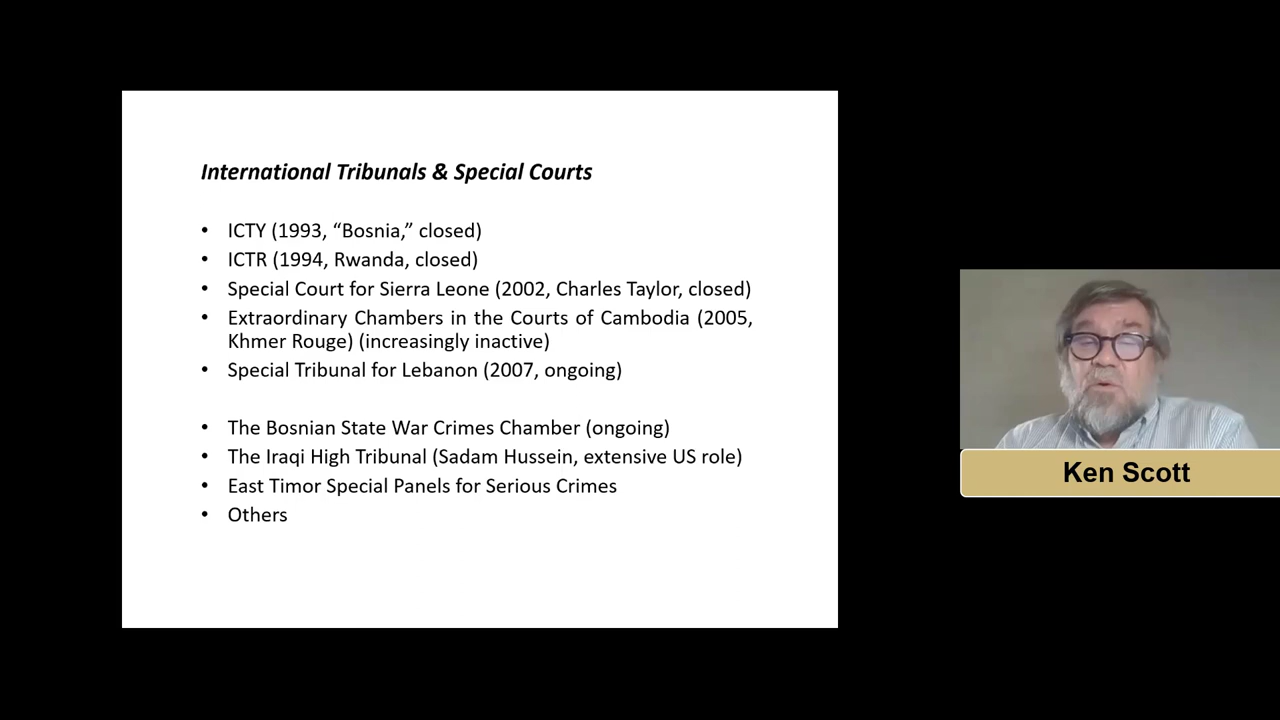 International Tribunals & Special Courts
• ICTY (1993, “Bosnia,” closed)
• ICTR (1994, Rwanda, closed)
• Special Court for Sierra Leone (2002, Charles Taylor, closed)
• Extraordinary Chambers in the Courts of Cambodia (2005,
Khmer Rouge) (increasingly inactive)
• Special Tribunal for Lebanon (2007, ongoing)
• The Bosnian State War Crimes Chamber (ongoing)
• The Iraqi High Tribunal (Sadam Hussein, extensive US role)
• East Timor Special Panels for Serious Crimes
• Others
Ken Scott